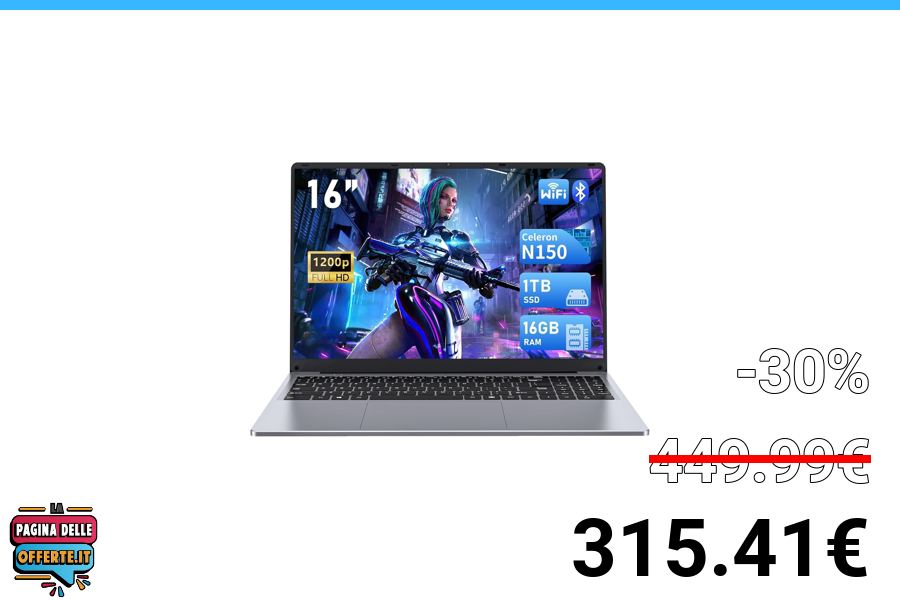 16”
WiFi
Celeron
N150
1200p
FULL HD
1TB
SSD
16GB
RAM
-30%
449.99€
315.41€
LA
PAGINA DELLE
OFFERTE.IT